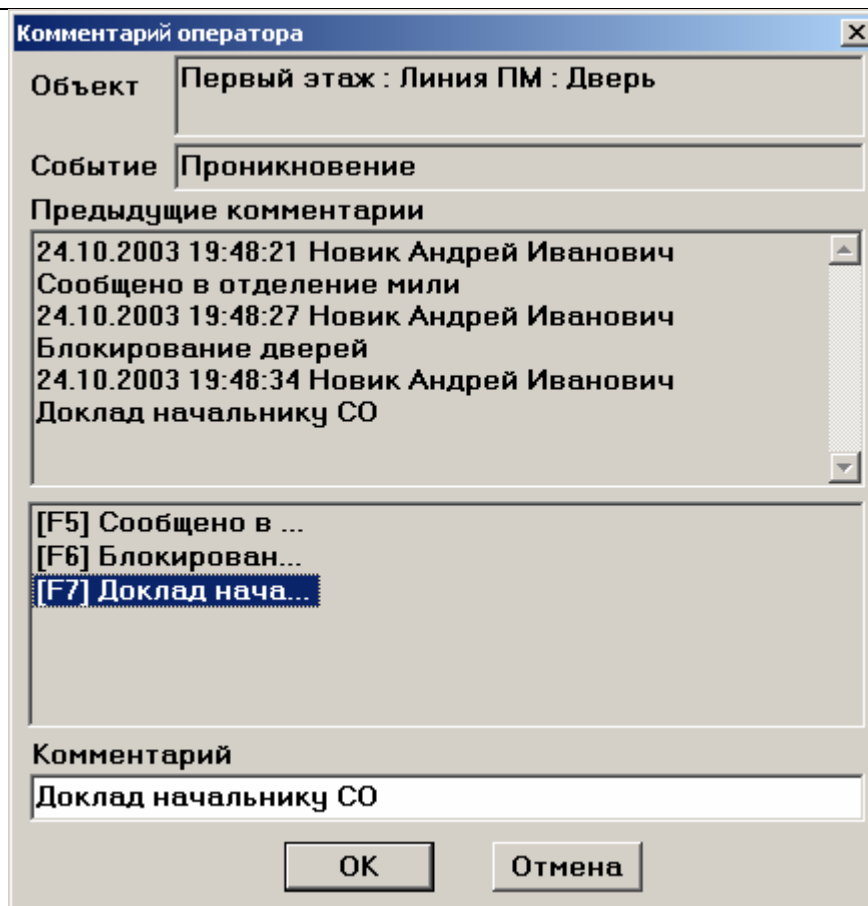 Комментарий оператора
Объект
Первый этаж : Линия ПМ : Дверь
Событие
Проникновение
Предыдущие комментарии
24.10.2003 19:48:21 Новик Андрей Иванович
Сообщено в отделение мили
24.10.2003 19:48:27 Новик Андрей Иванович
Блокирование дверей
24.10.2003 19:48:34 Новик Андрей Иванович
Доклад начальнику СО
[F5] Сообщено в ...
[F6] Блокирован...
[F7] Доклад нача...
Комментарий
Доклад начальнику СО
OK
Отмена